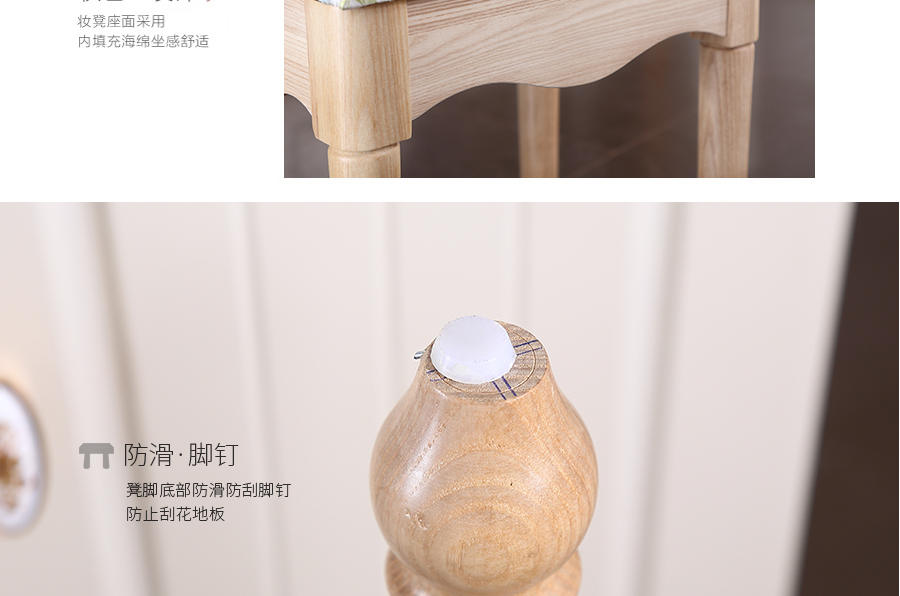 妆凳座面采用
内填充海绵坐感舒适
防滑·脚钉
凳脚底部防滑防刮脚钉
防止刮花地板